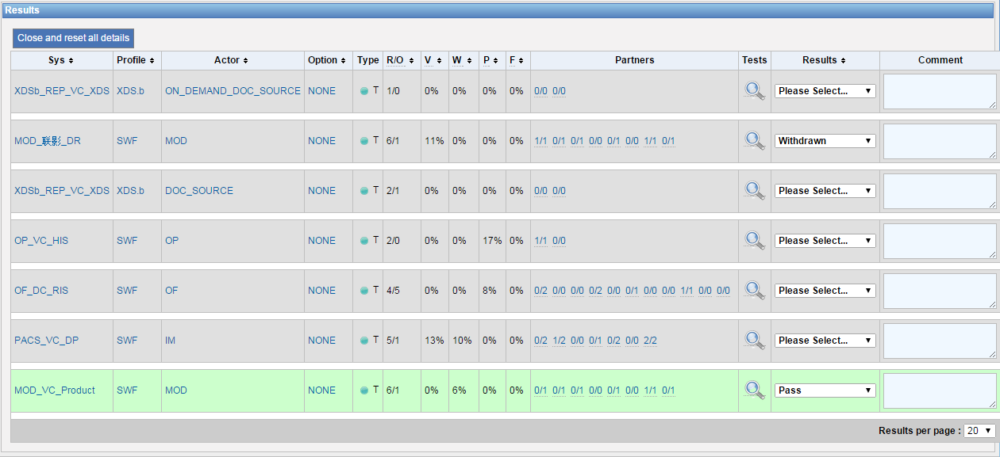 Results
Close and reset all details
Sys Profile Actor Option Type R/O V W P F Partners Tests Results Comment
XDSb_REP_VC_XDS XDS.b ON_DEMAND_DOC_SOURCE NONE T 1/0 0% 0% 0% 0% 0/0 0/0 Please Select...
MOD_联影_DR SWF MOD NONE T 6/1 11% 0% 0% 0% 1/1 0/1 0/1 0/0 0/1 0/0 1/1 0/1 Withdrawn
XDSb_REP_VC_XDS XDS.b DOC_SOURCE NONE T 2/1 0% 0% 0% 0% 0/0 0/0 Please Select...
OP_VC_HIS SWF OP NONE T 2/0 0% 0% 17% 0% 1/1 0/0 Please Select...
OF_DC_RIS SWF OF NONE T 4/5 0% 0% 8% 0% 0/2 0/0 0/0 0/2 0/0 0/1 0/0 0/0 1/1 0/0 0/0 Please Select...
PACS_VC_DP SWF IM NONE T 5/1 13% 10% 0% 0% 0/2 1/2 0/0 0/1 0/2 0/0 2/2 Please Select...
MOD_VC_Product SWF MOD NONE T 6/1 0% 6% 0% 0% 0/1 0/1 0/1 0/0 0/1 0/0 1/1 0/1 Pass
Results per page : 20